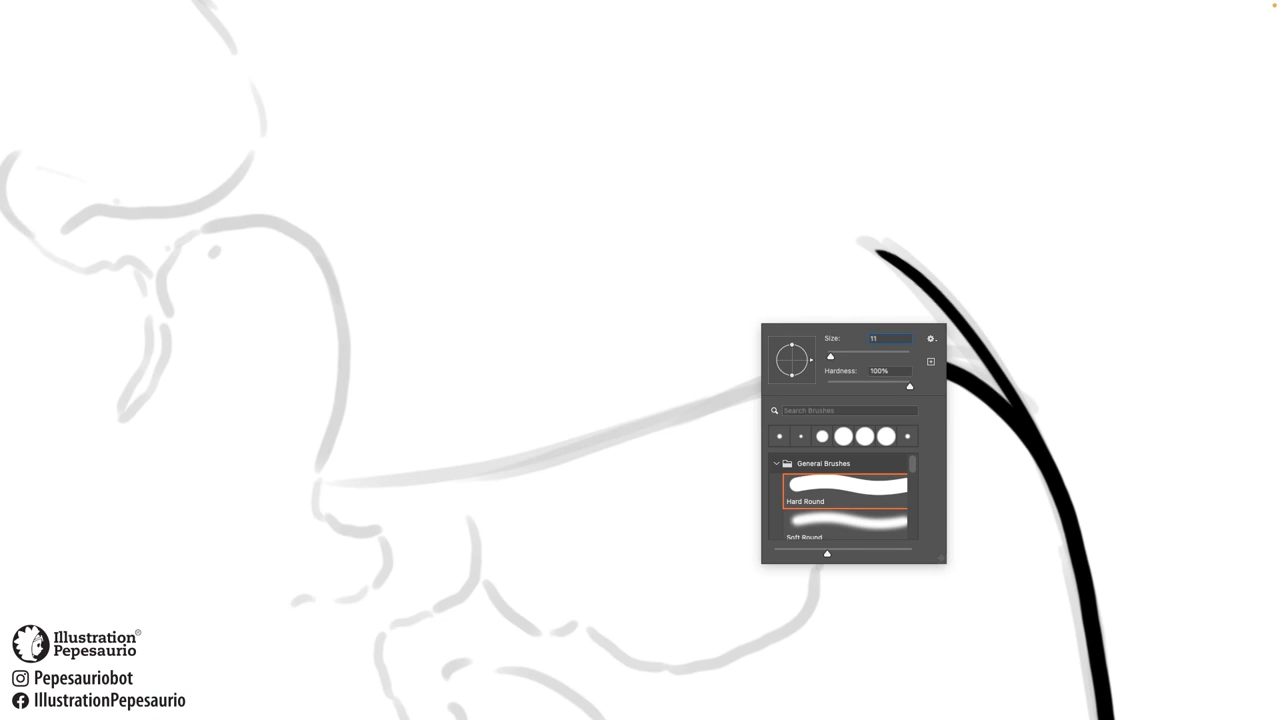 Size:
11
Hardness:
100%
Search Brushes
General Brushes
Hard Round
Soft Round
Illustration®
Pepesaurio
Pepesauriobot
IllustrationPepesaurio